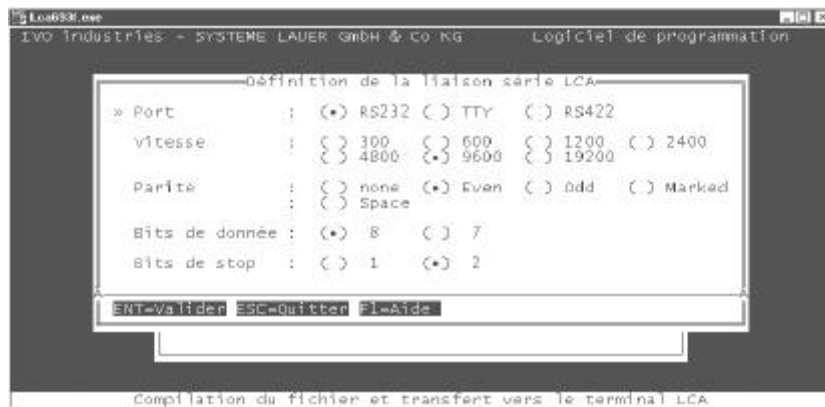 Lca693f.exe
IVO industries - SYSTEME LAUER GmbH & Co KG Logiciel de programmation
Définition de la liaison série LCA
» Port : (•) RS232 ( ) TTY ( ) RS422
Vitesse : ( ) 300 ( ) 600 ( ) 1200 ( ) 2400
( ) 4800 (•) 9600 ( ) 19200
Parité : ( ) none (•) Even ( ) Odd ( ) Marked
: ( ) Space
Bits de donnée : (•) 8 ( ) 7
Bits de stop : ( ) 1 (•) 2
ENT=Valider ESC=Quitter F1=Aide
Compilation du fichier et transfert vers le terminal LCA